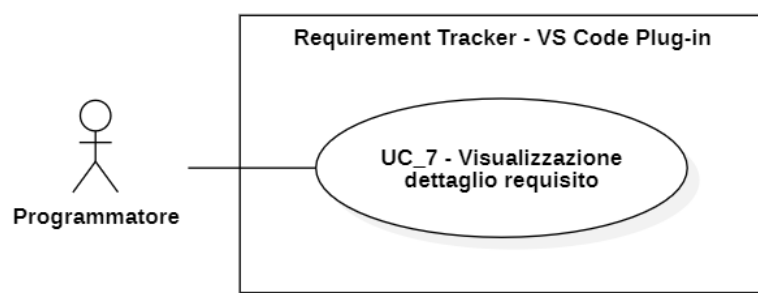 Requirement Tracker - VS Code Plug-in
UC_7 - Visualizzazione
dettaglio requisito
Programmatore